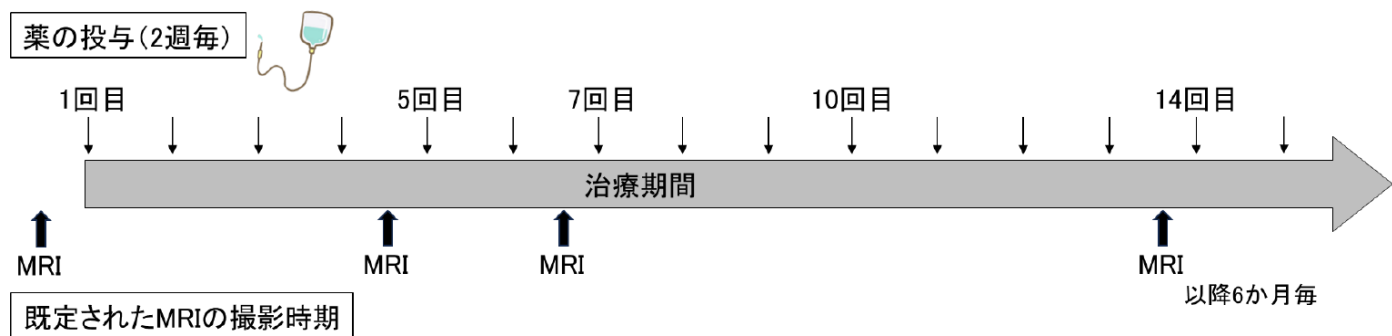 薬の投与(2週毎)
1回目 5回目 7回目 10回目 14回目
治療期間
MRI MRI MRI MRI
以降6か月毎
既定されたMRIの撮影時期